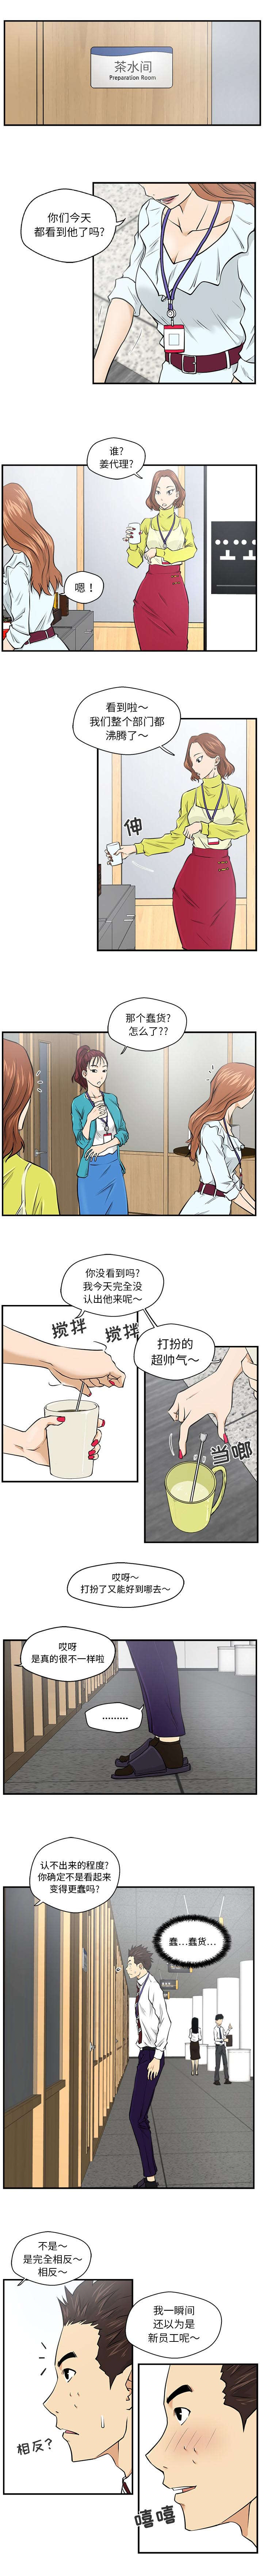 茶水间
Preparation Room
你们今天
都看到他了吗?
谁?
姜代理?
嗯！
看到啦～
我们整个部门都
沸腾了～
伸
那个蠢货?
怎么了??
你没看到吗?
我今天完全没
认出他来呢～
搅拌
搅拌
打扮的
超帅气～
当啷
哎呀～
打扮了又能好到哪去～
哎呀
是真的很不一样啦
………
认不出来的程度?
你确定不是看起来
变得更蠢吗?
蠢…蠢货…
不是～
是完全相反～
相反～
相反?
我一瞬间
还以为是
新员工呢～
嘻嘻